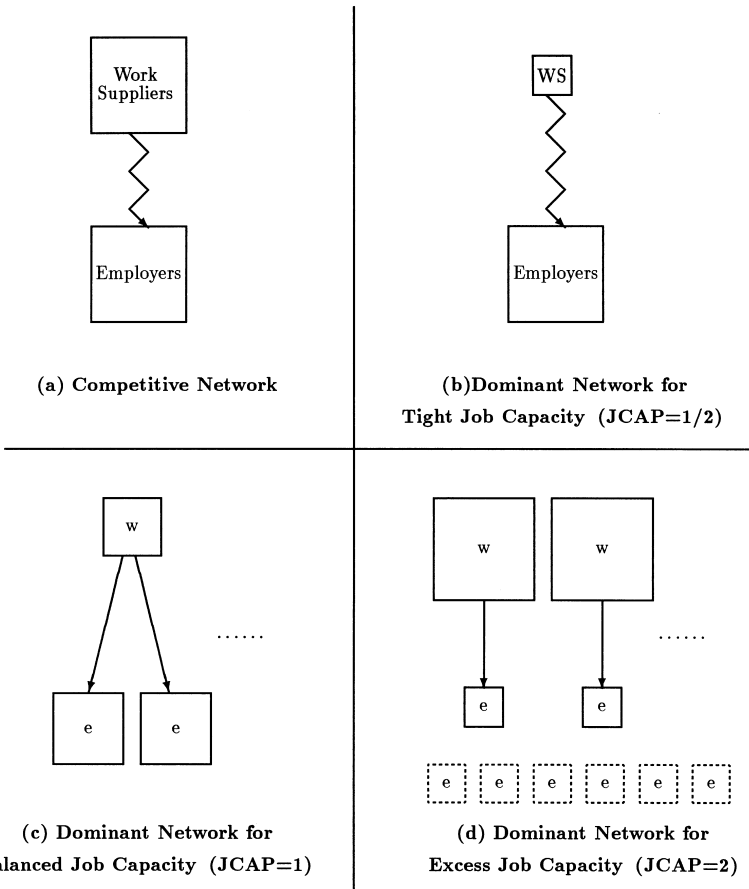 Work
Suppliers
Employers
(a) Competitive Network
WS
Employers
(b)Dominant Network for
Tight Job Capacity (JCAP=1/2)
w
......
e e
(c) Dominant Network for
alanced Job Capacity (JCAP=1)
w w
......
e e
e e e e e e
(d) Dominant Network for
Excess Job Capacity (JCAP=2)